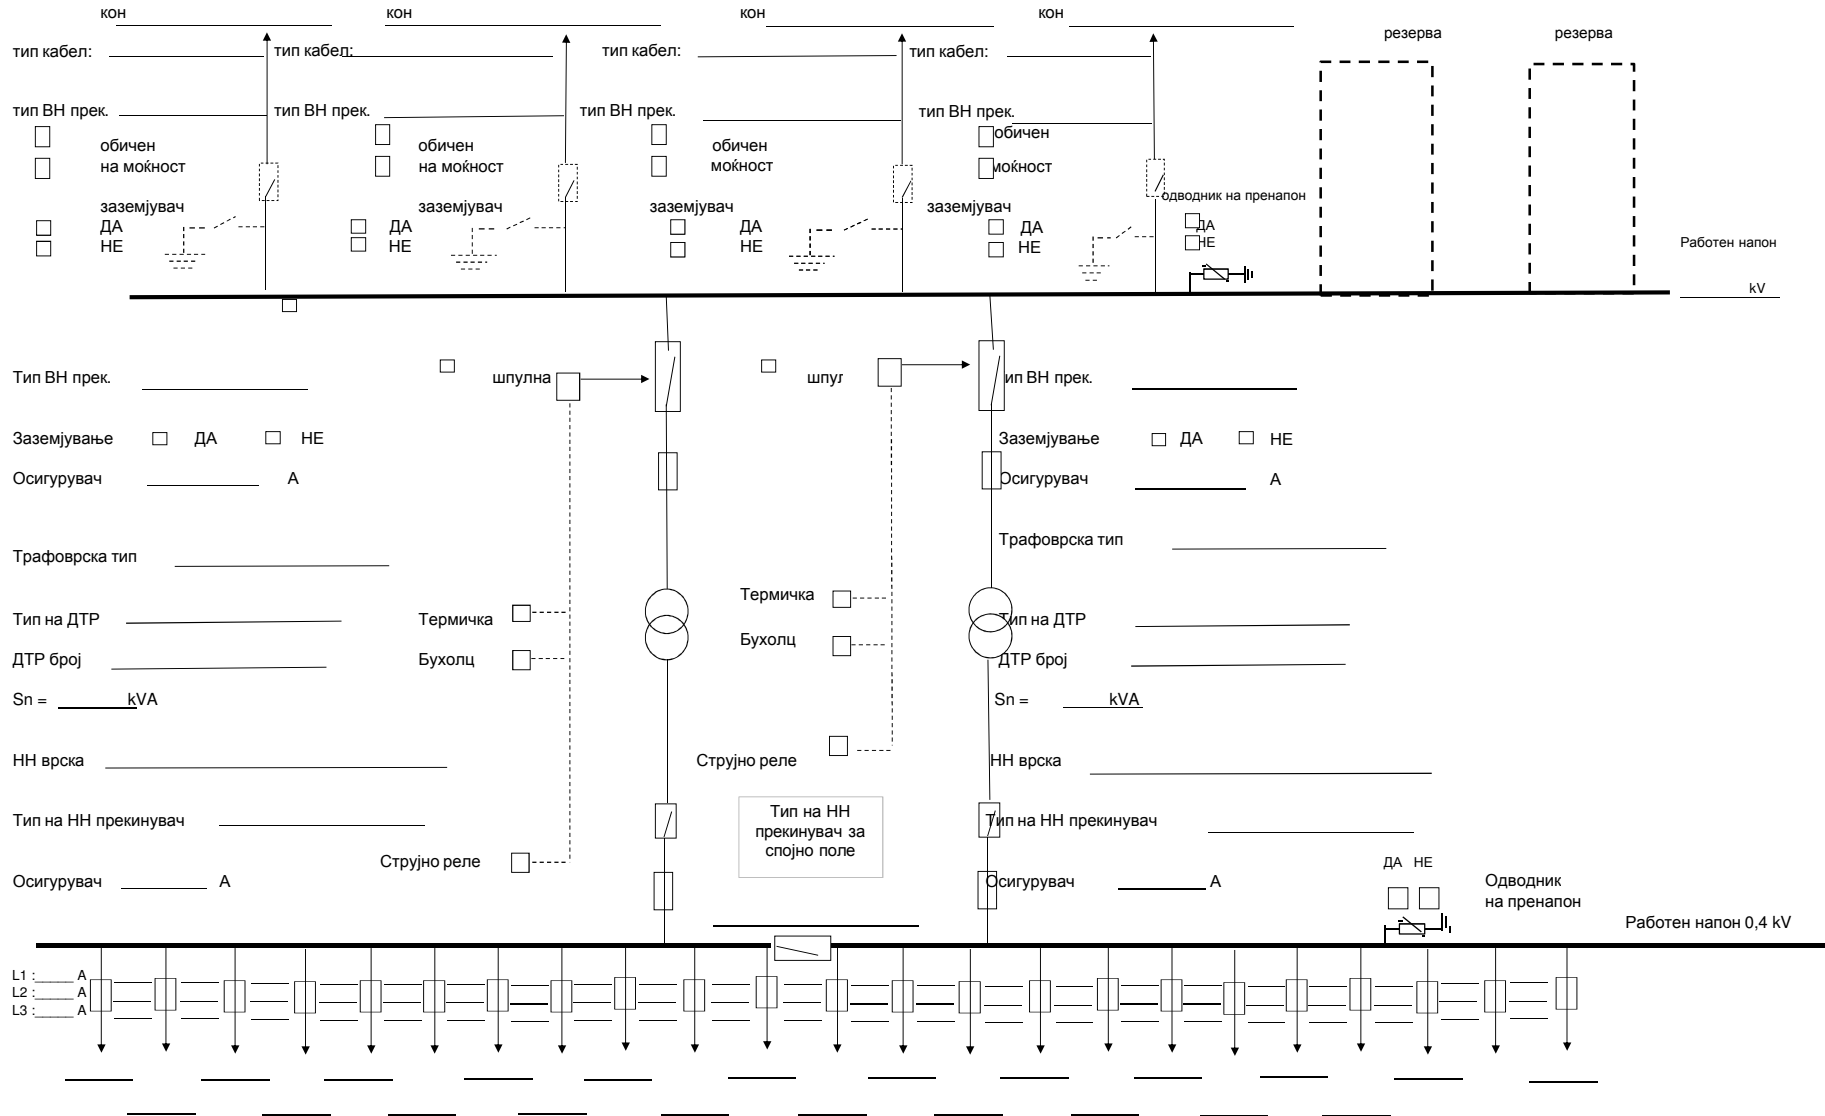 кон кон кон кон
резерва резерва
тип кабел: тип кабел: тип кабел: тип кабел:
тип ВН прек. тип ВН прек. тип ВН прек. тип ВН прек.
обичен обичен обичен обичен
на моќност на моќност моќност моќност
заземјувач заземјувач заземјувач заземјувач одводник на пренапон
ДА ДА ДА ДА ДА
НЕ НЕ НЕ НЕ НЕ
Работен напон
kV
Тип ВН прек. шпулна шпул ип ВН прек.
Заземјување ДА НЕ Заземјување ДА НЕ
Осигурувач А Осигурувач А
Трафоврска тип Трафоврска тип
Тип на ДТР Термичка Термичка Тип на ДТР
ДТР број Бухолц Бухолц ДТР број
Sn = kVA Sn = kVA
НН врска Струјно реле НН врска
Тип на НН прекинувач Тип на НН прекинувач
Тип на НН
прекинувач за
спојно поле
Струјно реле
ДА НЕ
Осигурувач А Осигурувач А
Одводник
на пренапон
Работен напон 0,4 kV
L1 :_____ A
L2 :_____ A
L3 :_____ A